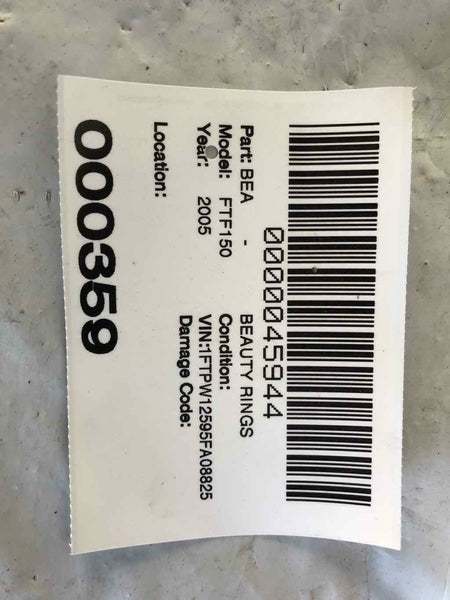 0000045944
Part: BEA - BEAUTY RINGS
Model: FTF150 Condition:
Year: 2005 VIN:1FTPW12595FA08825
Damage Code:
Location:
000359